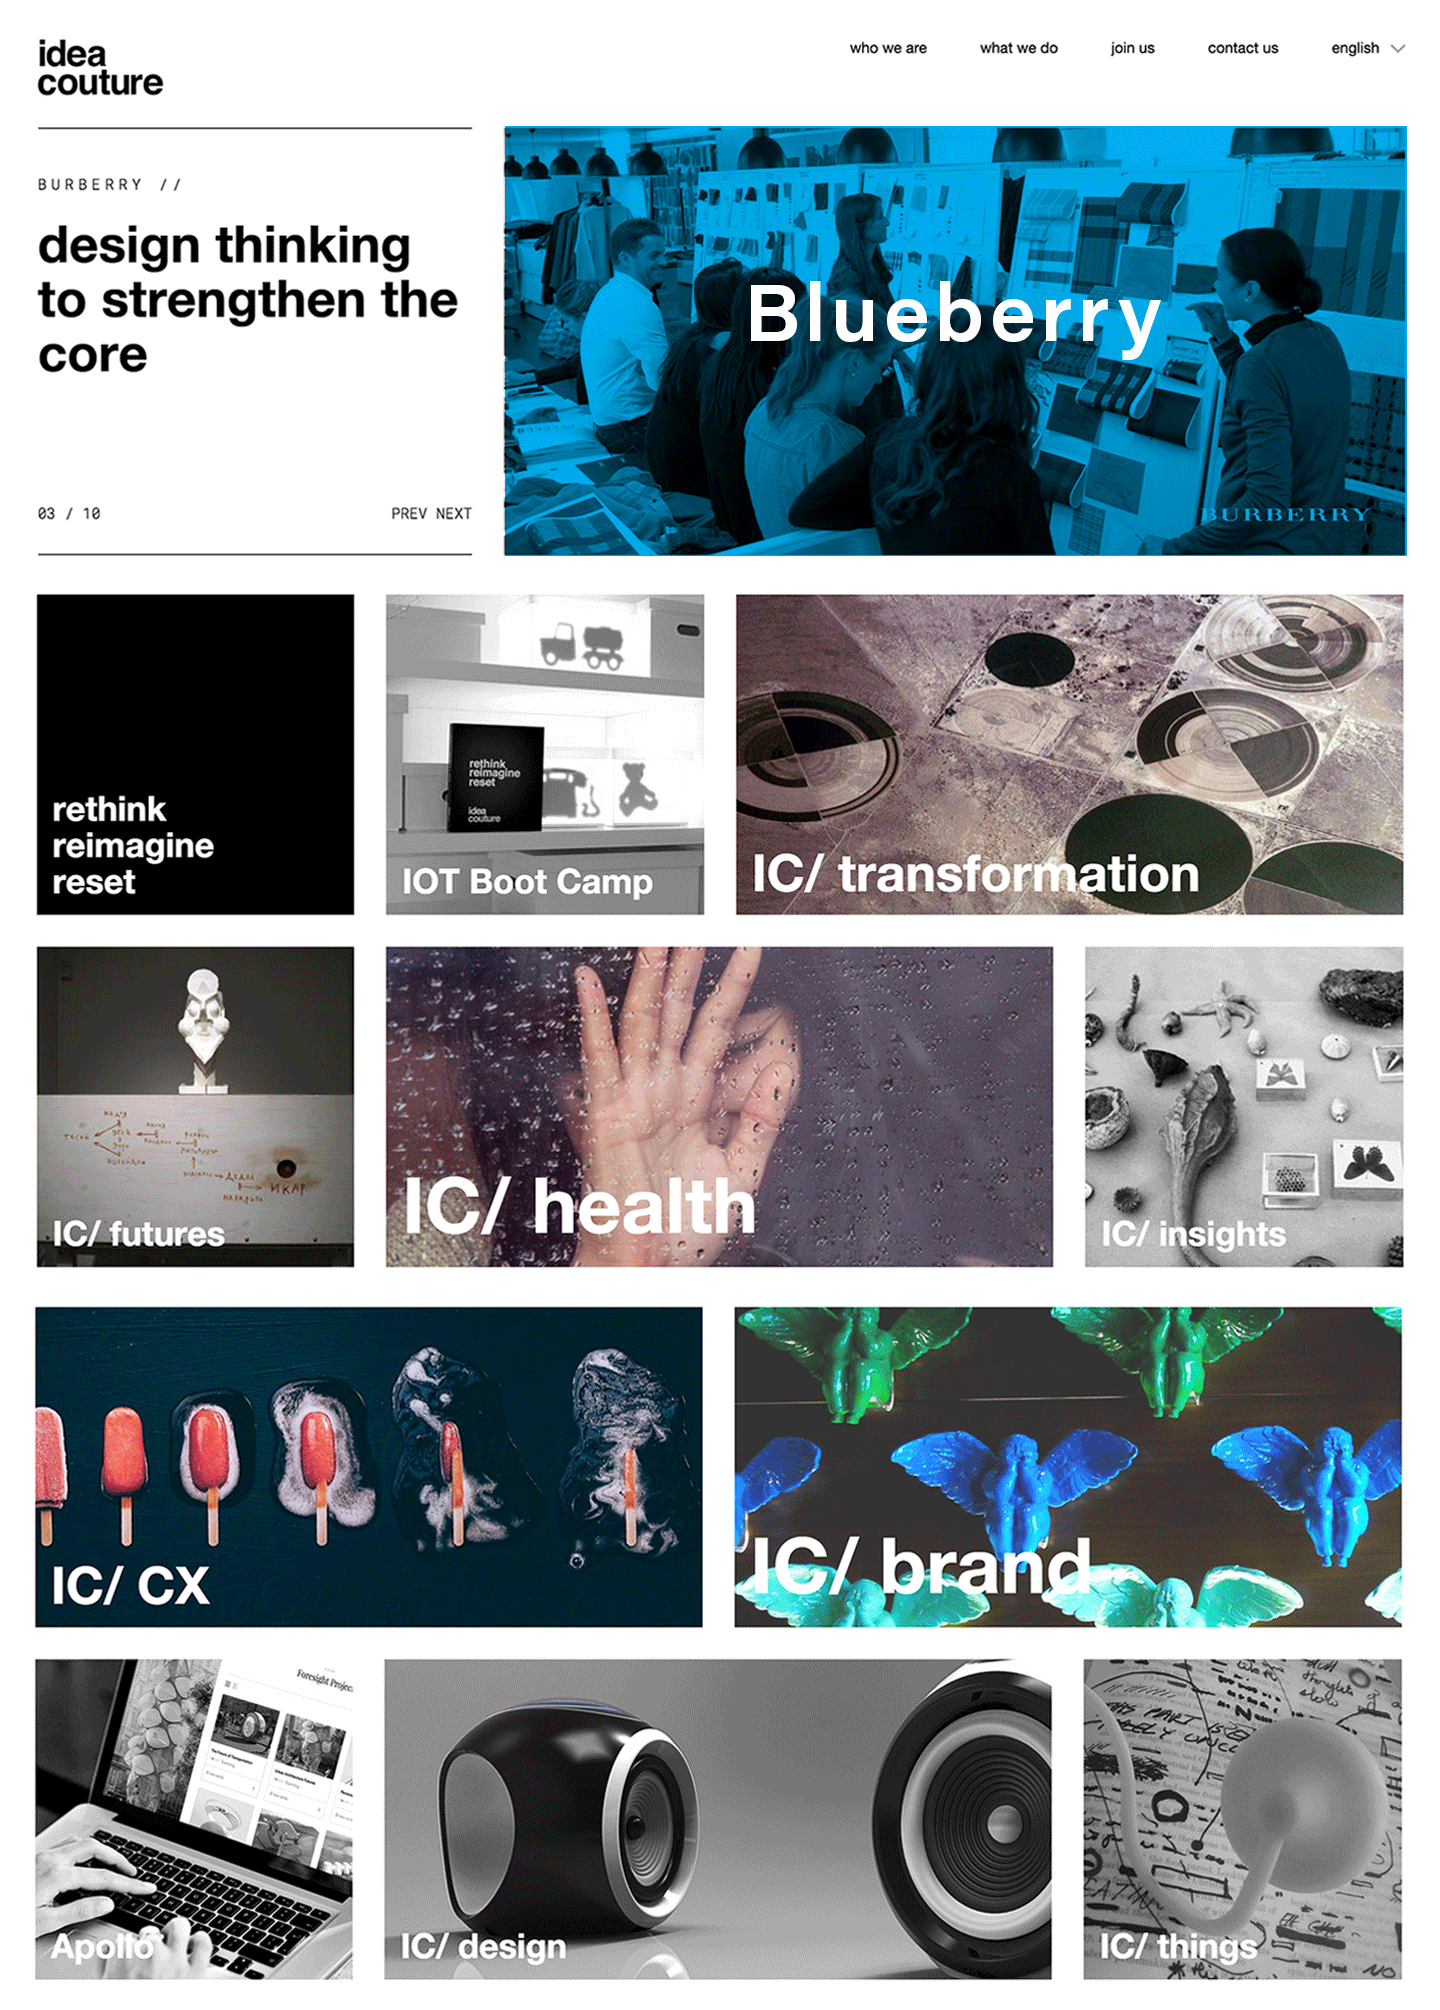 idea
couture
who we are
what we do
join us
contact us
english
BURBERRY //
design thinking
to strengthen the
core
03 / 10
PREV NEXT
Blueberry
BURBERRY
rethink
reimagine
reset
rethink
reimagine
reset
idea
couture
IOT Boot Camp
IC/ transformation
IC/ futures
IC/ health
IC/ insights
IC/ CX
IC/ brand
Foresight Projec
Apollo
IC/ design
IC/ things